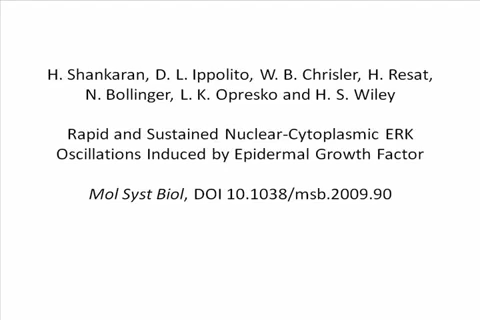 H. Shankaran, D. L. Ippolito, W. B. Chrisler, H. Resat,
N. Bollinger, L. K. Opresko and H. S. Wiley
Rapid and Sustained Nuclear-Cytoplasmic ERK
Oscillations Induced by Epidermal Growth Factor
Mol Syst Biol, DOI 10.1038/msb.2009.90